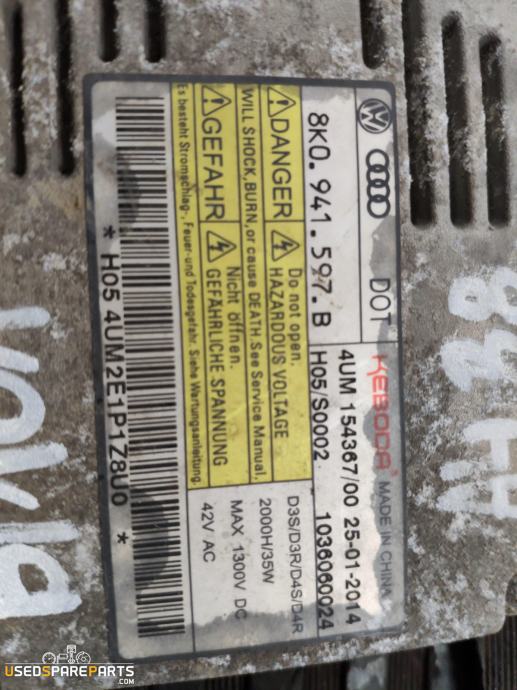 DOT KEBODA MADE IN CHINA
8K0. 941. 597. B 4UM 154367/00 25-01-2014
H05/S0002 1036060024
DANGER Do not open.
HAZARDOUS VOLTAGE
WILL SHOCK, BURN, or cause DEATH See Service Manual,
GEFAHR Nicht öffnen.
GEFÄHRLICHE SPANNUNG
Es besteht Stromschlag-, Feuer-und Todesgefahr. Siehe Wartungsanleitung.
D3S/D3R/D4S/D4R
2000H/35W
MAX 1300V DC
42V AC
* H05 4UM2E1P1Z8U0 *
USEDSPAREPARTS
.COM